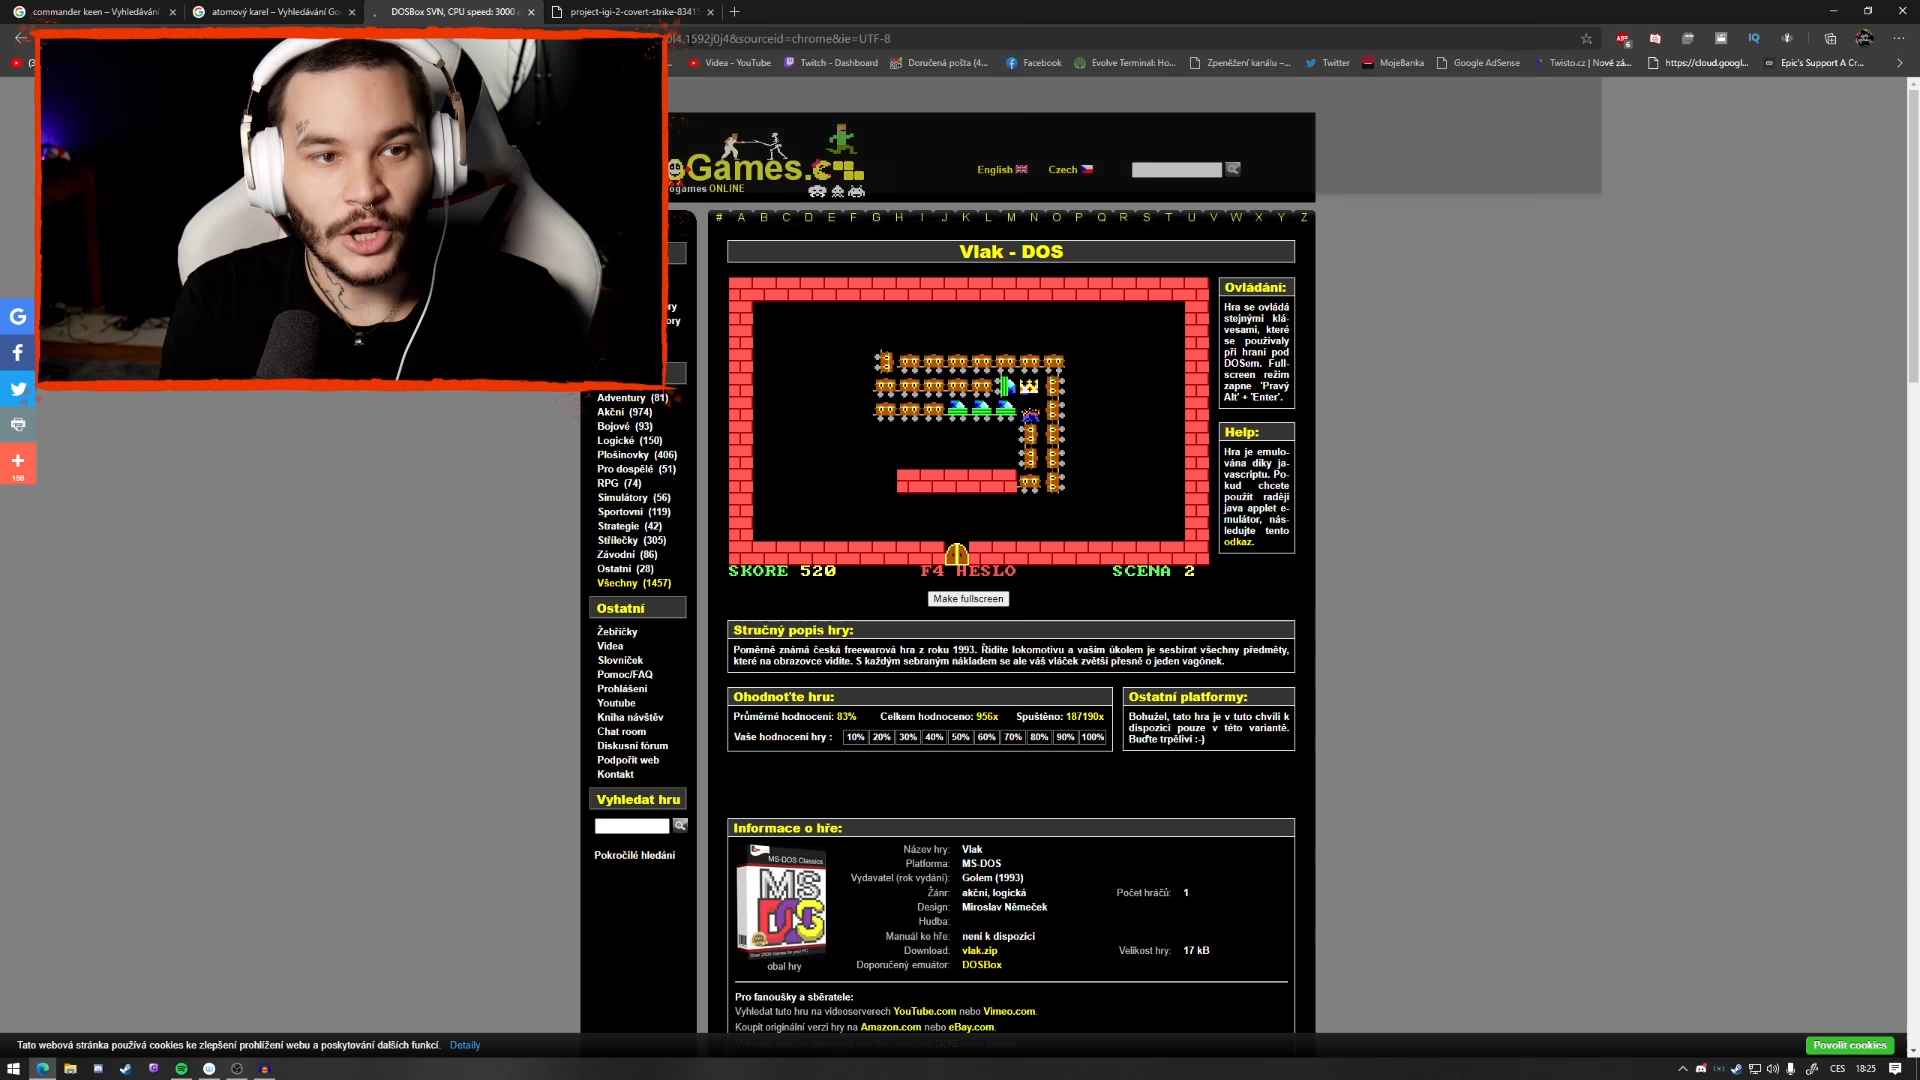 commander keen – Vyhledávání
atomový karel – Vyhledávání Go
DOSBox SVN, CPU speed: 3000
project-igi-2-covert-strike-8341
.1592j0j4&sourceid=chrome&ie=UTF-8
Videa - YouTube
Twitch - Dashboard
Doručená pošta (4...
Facebook
Evolve Terminal: Ho...
Zpeněžení kanálu –...
Twitter
MojeBanka
Google AdSense
Twisto.cz | Nové zá...
https://cloud.googl...
Epic's Support A Cr...
Games.
ogames ONLINE
English
Czech
# A B C D E F G H I J K L M N O P Q R S T U V W X Y Z
Vlak - DOS
Ovládání:
Hra se ovládá
stejnými klá-
vesami, které
se používaly
při hraní pod
DOSem. Full-
screen režim
zapne 'Pravý
Alt' + 'Enter'.
Help:
Hra je emulo-
vána díky ja-
vascriptu. Po-
kud chcete
použít raději
java applet e-
mulátor, nás-
ledujte tento
odkaz.
SKORE 520
F4 HESLO
SCENA 2
Make fullscreen
ry
ory
Adventury (81)
Akční (974)
Bojové (93)
Logické (150)
Plošinovky (406)
Pro dospělé (51)
RPG (74)
Simulátory (56)
Sportovní (119)
Strategie (42)
Střílečky (305)
Závodní (86)
Ostatní (28)
Všechny (1457)
Ostatní
Žebříčky
Videa
Slovníček
Pomoc/FAQ
Prohlášení
Youtube
Kniha návštěv
Chat room
Diskusní fórum
Podpořit web
Kontakt
Vyhledat hru
Pokročilé hledání
156
Stručný popis hry:
Poměrně známá česká freewarová hra z roku 1993. Řídíte lokomotivu a vašim úkolem je sesbírat všechny předměty,
které na obrazovce vidíte. S každým sebraným nákladem se ale váš vláček zvětší přesně o jeden vagónek.
Ohodnoťte hru:
Průměrné hodnocení: 83% Celkem hodnoceno: 956x Spuštěno: 187190x
Vaše hodnocení hry : 10% 20% 30% 40% 50% 60% 70% 80% 90% 100%
Ostatní platformy:
Bohužel, tato hra je v tuto chvíli k
dispozici pouze v této variantě.
Buďte trpěliví :-)
Informace o hře:
MS-DOS Classics
MS
DOS
obal hry
Název hry: Vlak
Platforma: MS-DOS
Vydavatel (rok vydání): Golem (1993)
Žánr: akční, logická Počet hráčů: 1
Design: Miroslav Němeček
Hudba:
Manuál ke hře: není k dispozici
Download: vlak.zip Velikost hry: 17 kB
Doporučený emuátor: DOSBox
Pro fanoušky a sběratele:
Vyhledat tuto hru na videoserverech YouTube.com nebo Vimeo.com.
Koupit originální verzi hry na Amazon.com nebo eBay.com.
Tato webová stránka používá cookies ke zlepšení prohlížení webu a poskytování dalších funkcí. Detaily
Povolit cookies
CES
18:25